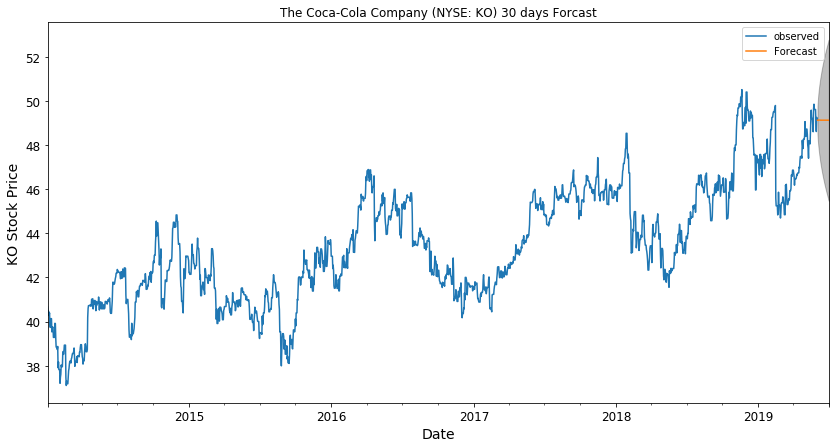 The Coca-Cola Company (NYSE: KO) 30 days Forcast
observed
Forecast
KO Stock Price
52
50
48
46
44
42
40
38
2015
2016
2017
2018
2019
Date